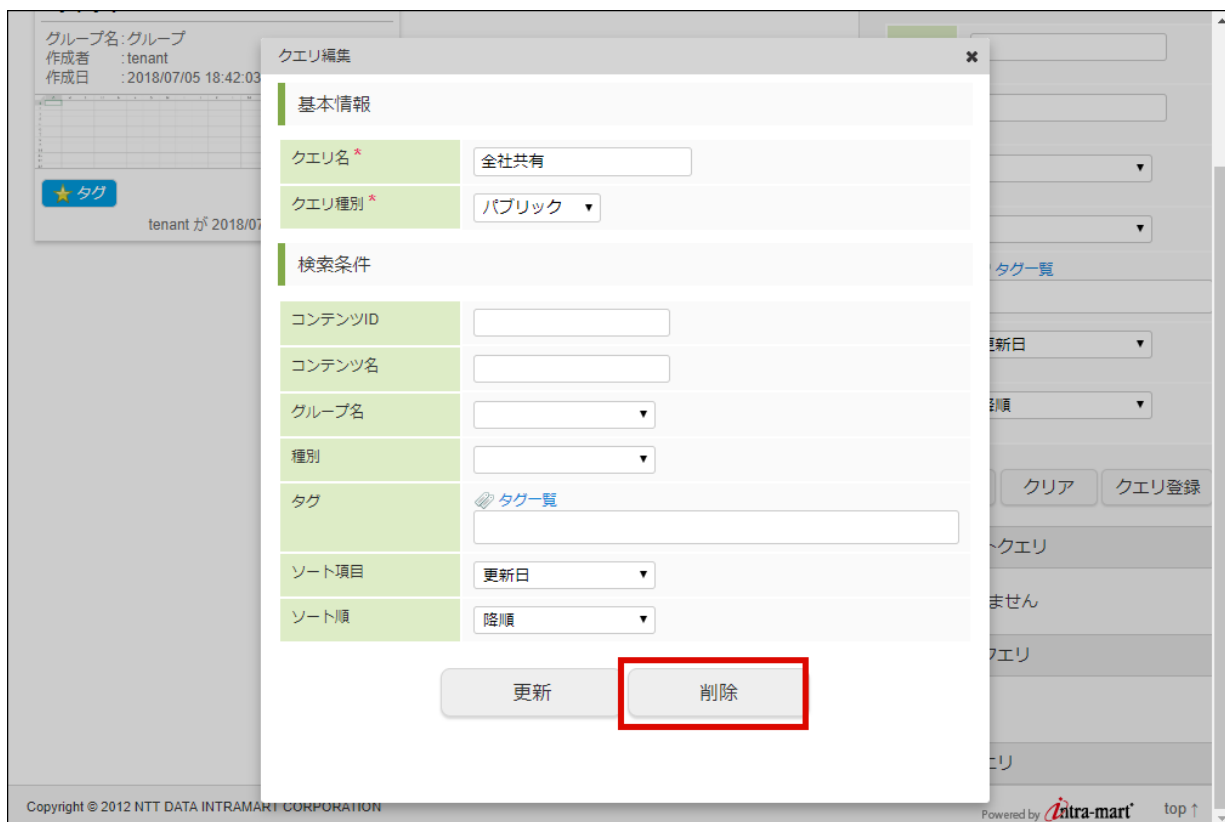 グループ名:グループ
作成者 :tenant
作成日 :2018/07/05 18:42:03
タグ
tenant が 2018/07
クエリ編集
基本情報
クエリ名*
全社共有
クエリ種別*
パブリック
検索条件
コンテンツID
コンテンツ名
グループ名
種別
タグ
タグ一覧
ソート項目
更新日
ソート順
降順
更新
削除
タグ一覧
更新日
降順
クリア
クエリ登録
クエリ
ません
クエリ
エリ
Copyright © 2012 NTT DATA INTRAMART CORPORATION
Powered by intra-mart
top ↑